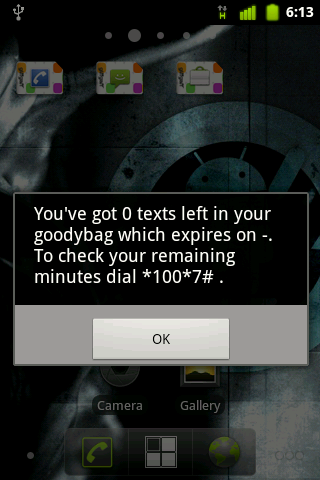 6:13
You've got 0 texts left in your
goodybag which expires on -.
To check your remaining
minutes dial *100*7# .
OK
Camera
Gallery